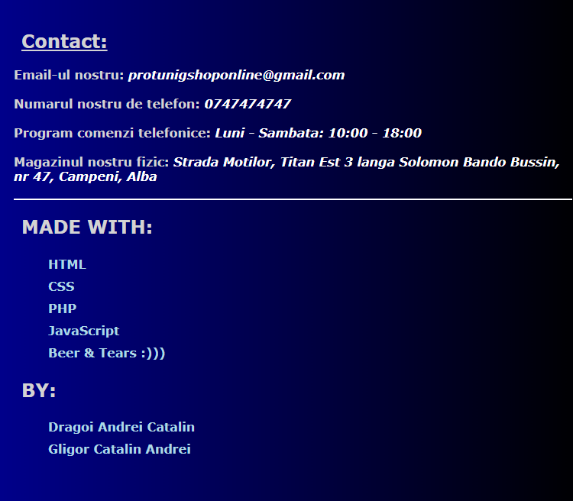 Contact:
Email-ul nostru: protunigshoponline@gmail.com
Numarul nostru de telefon: 0747474747
Program comenzi telefonice: Luni - Sambata: 10:00 - 18:00
Magazinul nostru fizic: Strada Motilor, Titan Est 3 langa Solomon Bando Bussin,
nr 47, Campeni, Alba
MADE WITH:
HTML
CSS
PHP
JavaScript
Beer & Tears :)))
BY:
Dragoi Andrei Catalin
Gligor Catalin Andrei